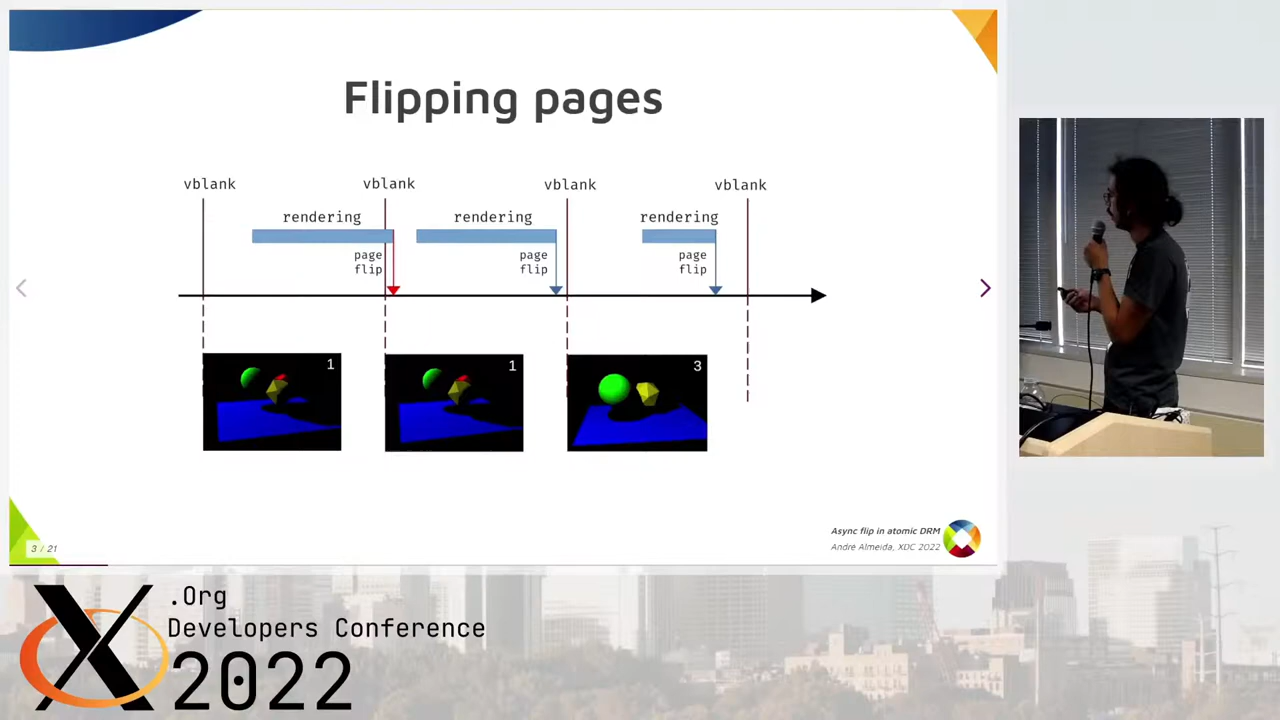 Flipping pages
vblank vblank vblank vblank
rendering rendering rendering
page page page
flip flip flip
1 1 3
Async flip in atomic DRM
André Almeida, XDC 2022
3 / 21
X.Org
Developers Conference
2022